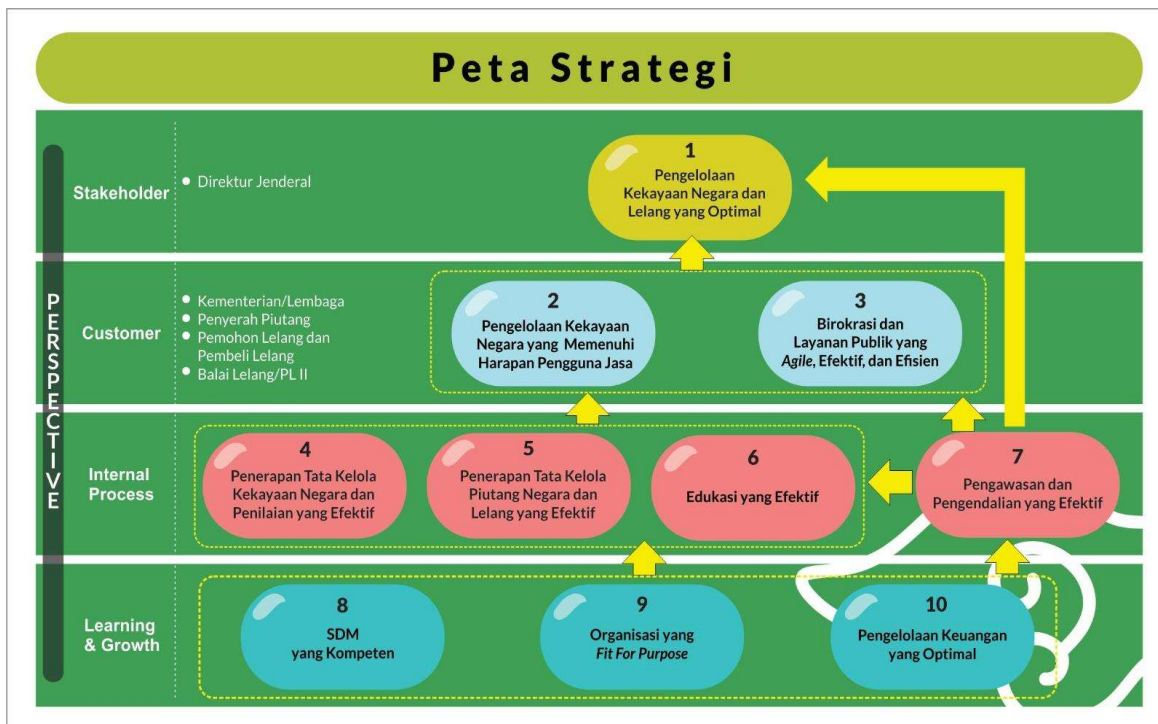 Peta Strategi
PERSPECTIVE
Stakeholder
Direktur Jenderal
1
Pengelolaan
Kekayaan Negara dan
Lelang yang Optimal
Customer
Kementerian/Lembaga
Penyerah Piutang
Pemohon Lelang dan
Pembeli Lelang
Balai Lelang/PL II
2
Pengelolaan Kekayaan
Negara yang Memenuhi
Harapan Pengguna Jasa
3
Birokrasi dan
Layanan Publik yang
Agile, Efektif, dan Efisien
Internal
Process
4
Penerapan Tata Kelola
Kekayaan Negara dan
Penilaian yang Efektif
5
Penerapan Tata Kelola
Piutang Negara dan
Lelang yang Efektif
6
Edukasi yang Efektif
7
Pengawasan dan
Pengendalian yang Efektif
Learning
& Growth
8
SDM
yang Kompeten
9
Organisasi yang
Fit For Purpose
10
Pengelolaan Keuangan
yang Optimal